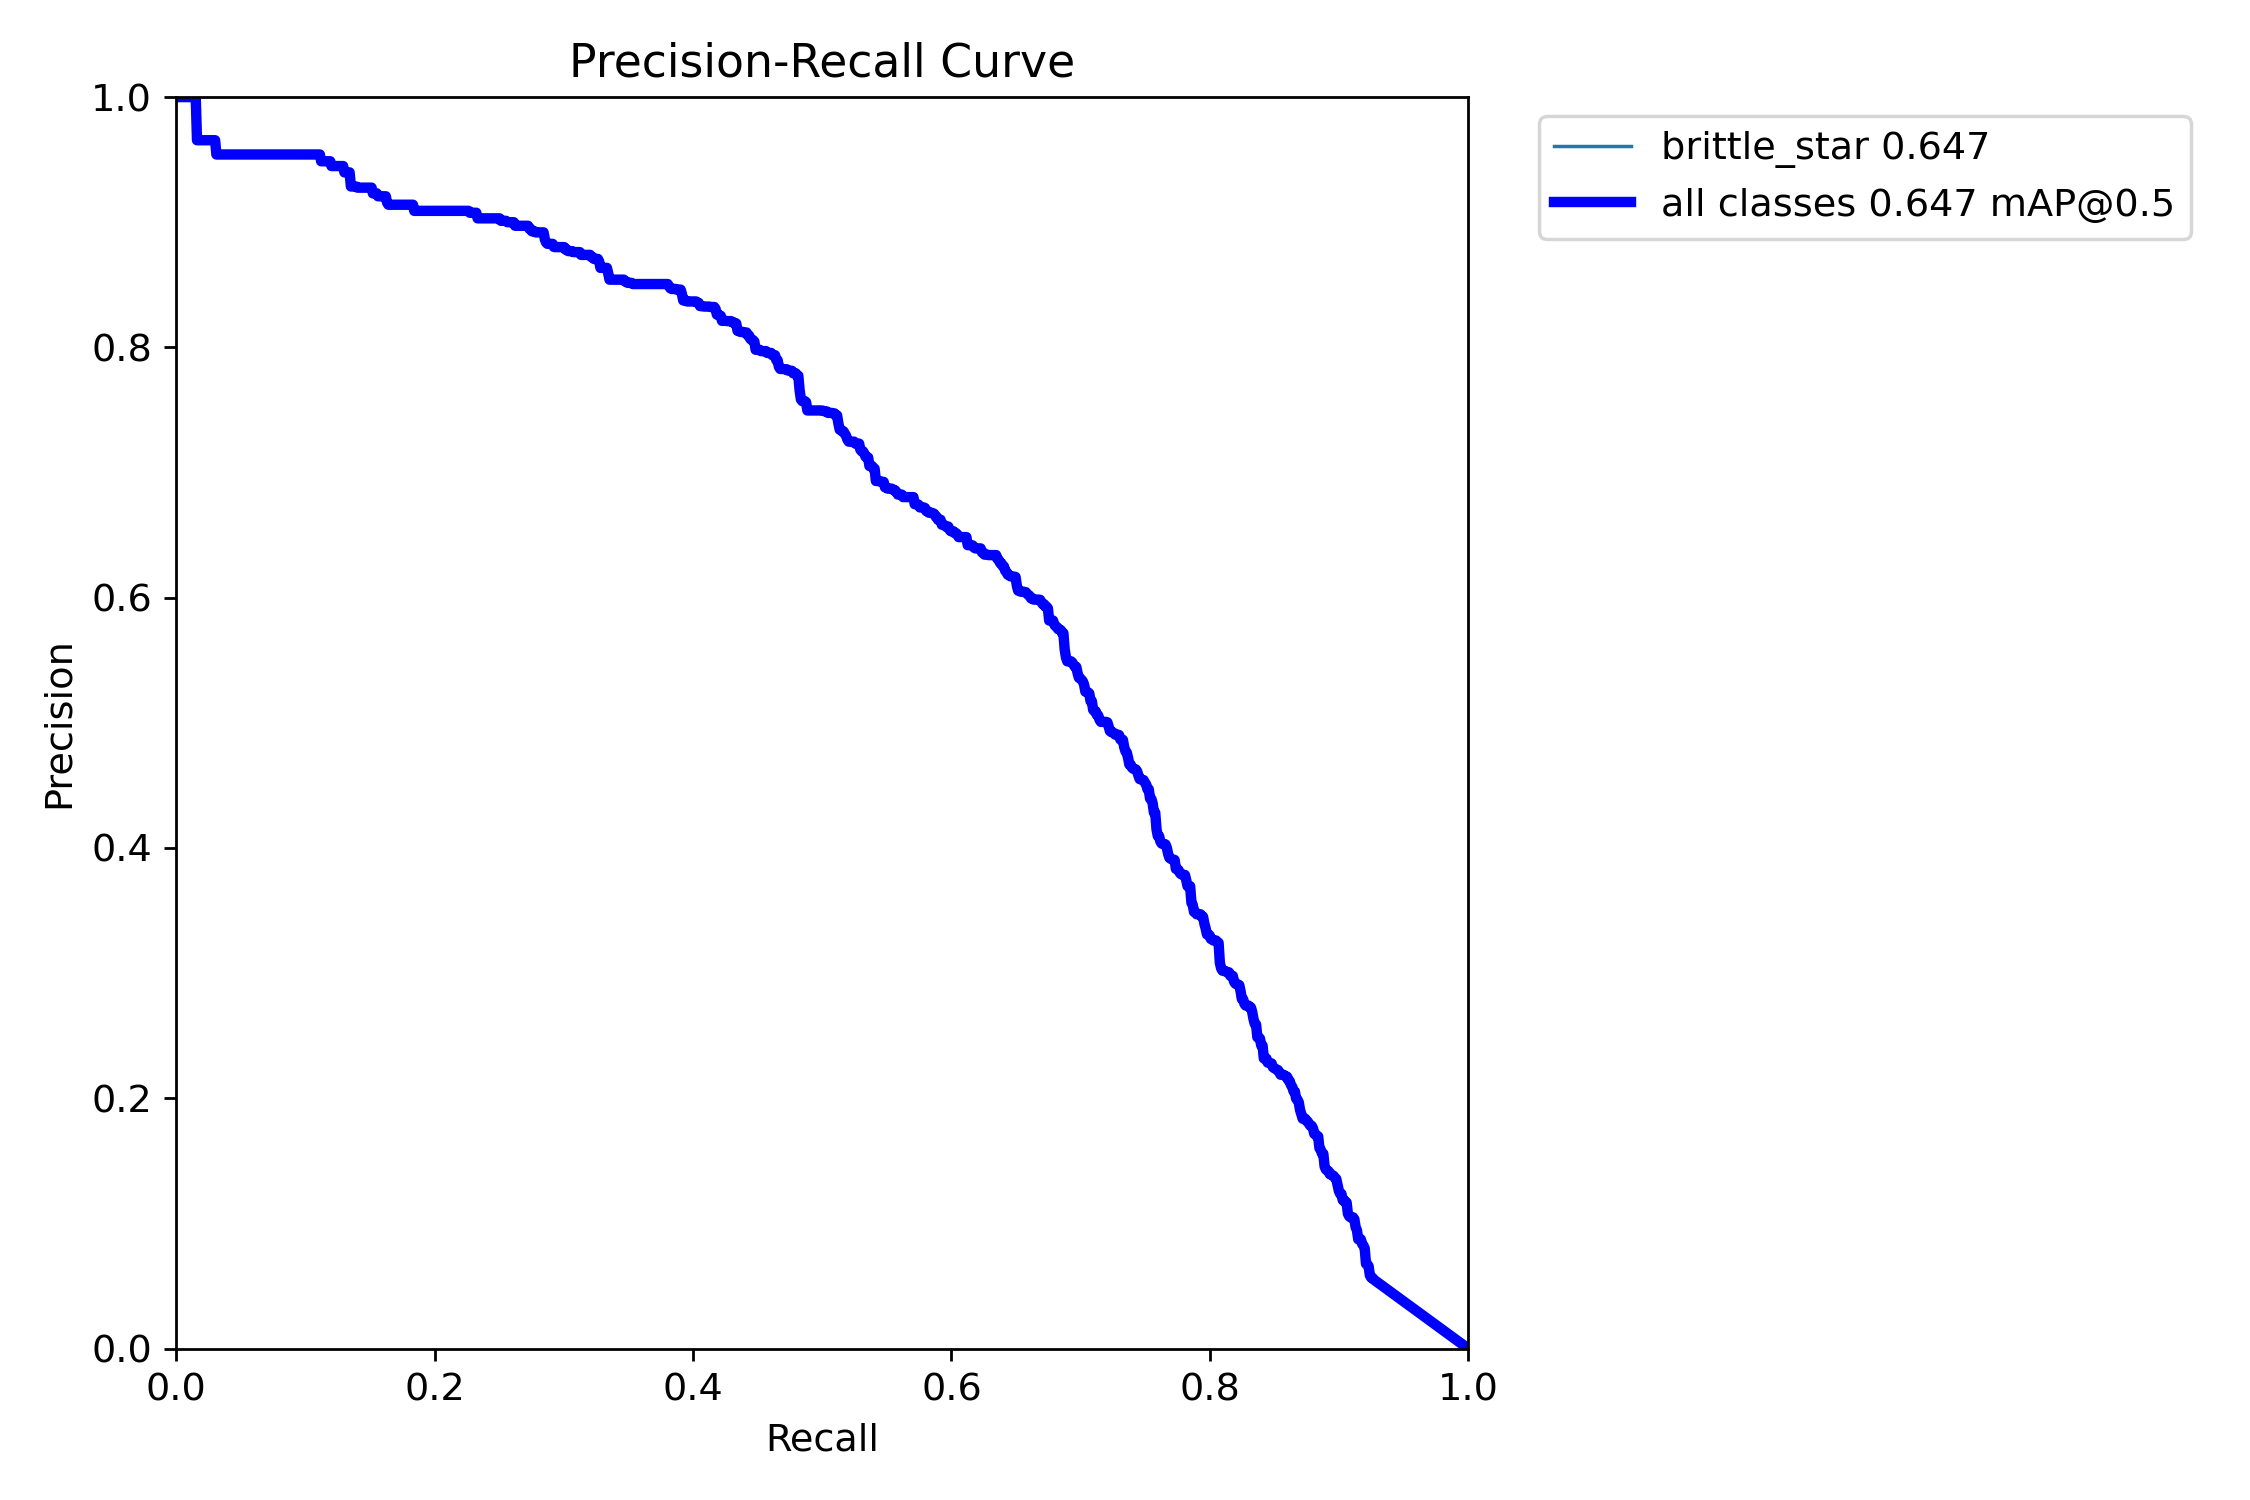 Precision-Recall Curve
1.0
0.8
0.6
0.4
0.2
0.0
Precision
0.0 0.2 0.4 0.6 0.8 1.0
Recall
brittle_star 0.647
all classes 0.647 mAP@0.5